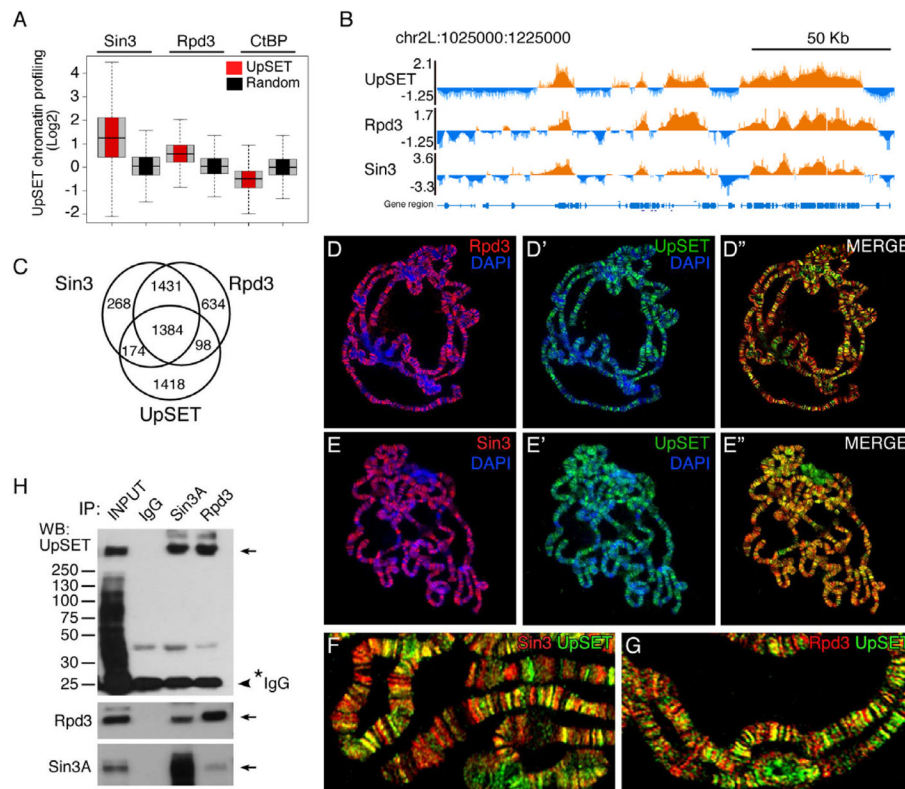 A
Sin3 Rpd3 CtBP
UpSET
Random
UpSET chromatin profiling
(Log2)
4
3
2
1
0
-1
-2
B
chr2L:1025000:1225000
50 Kb
2.1
UpSET
-1.25
1.7
Rpd3
-1.25
3.6
Sin3
-3.3
Gene region
C
Sin3
Rpd3
268
1431
634
1384
174
98
1418
UpSET
D
Rpd3
DAPI
D'
UpSET
DAPI
D"
MERGE
E
Sin3
DAPI
E'
UpSET
DAPI
E"
MERGE
F
Sin3 UpSET
G
Rpd3 UpSET
H
IP:
INPUT
IgG
Sin3A
Rpd3
WB:
UpSET
250
130
100
75
50
30
25
*IgG
Rpd3
Sin3A